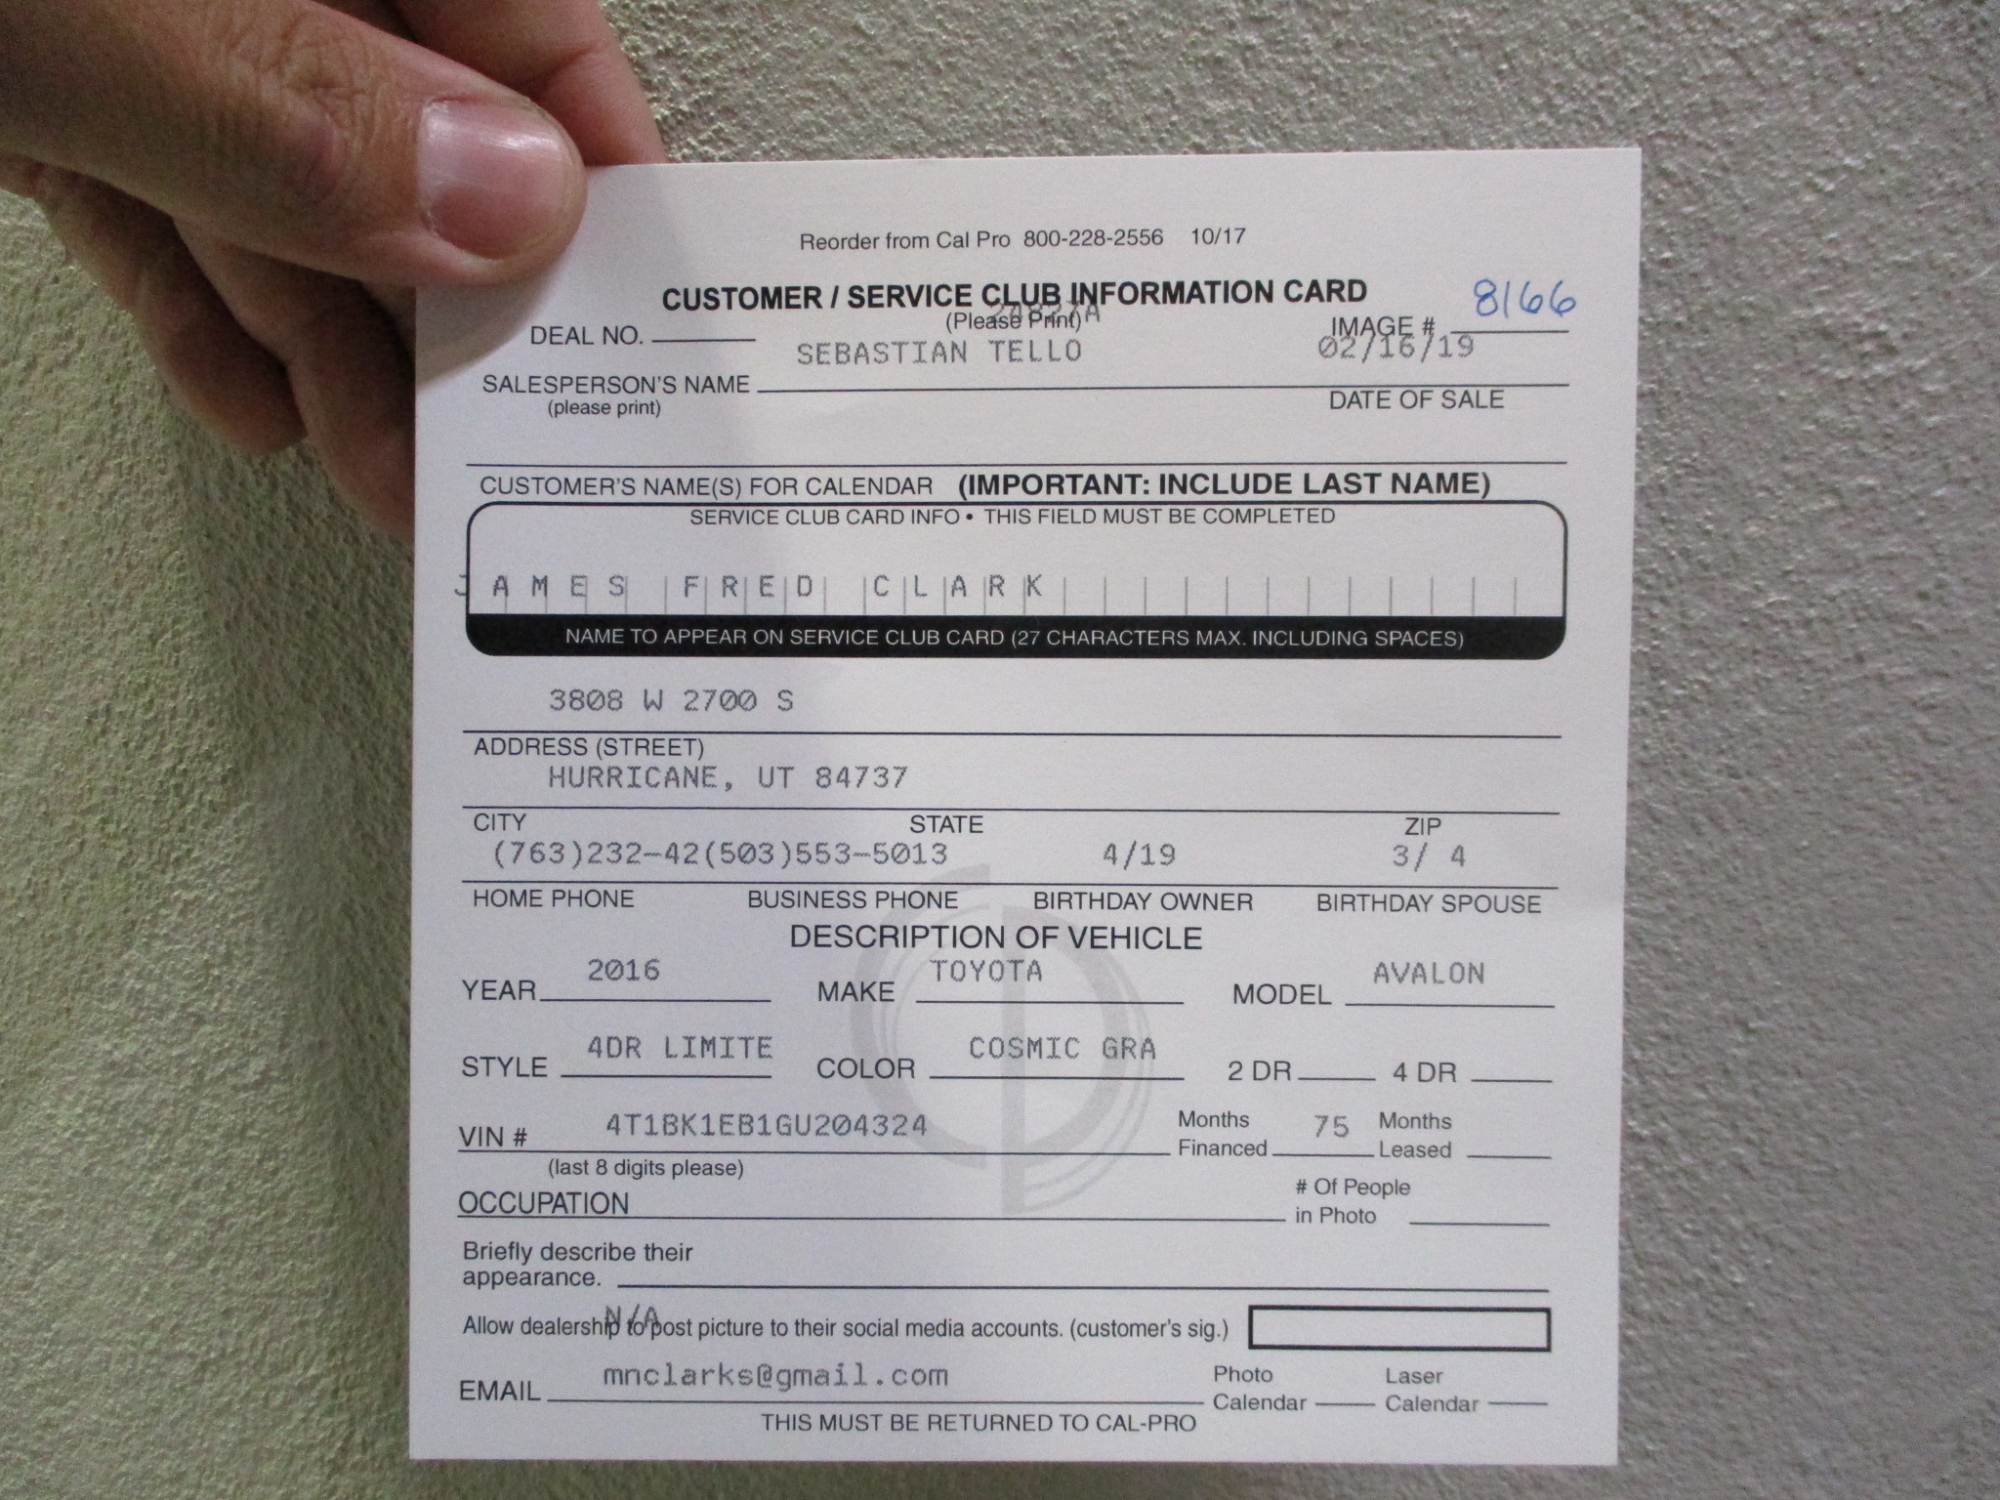 Reorder from Cal Pro 800-228-2556 10/17
CUSTOMER / SERVICE CLUB INFORMATION CARD
8166
(Please Print)
DEAL NO. IMAGE #
SEBASTIAN TELLO 02/16/19
SALESPERSON'S NAME
(please print) DATE OF SALE
CUSTOMER'S NAME(S) FOR CALENDAR (IMPORTANT: INCLUDE LAST NAME)
SERVICE CLUB CARD INFO • THIS FIELD MUST BE COMPLETED
JAMES FRED CLARK
NAME TO APPEAR ON SERVICE CLUB CARD (27 CHARACTERS MAX. INCLUDING SPACES)
3808 W 2700 S
ADDRESS (STREET)
HURRICANE, UT 84737
CITY STATE ZIP
(763)232-42(503)553-5013 4/19 3/ 4
HOME PHONE BUSINESS PHONE BIRTHDAY OWNER BIRTHDAY SPOUSE
DESCRIPTION OF VEHICLE
YEAR 2016 MAKE TOYOTA MODEL AVALON
STYLE 4DR LIMITE COLOR COSMIC GRA 2 DR 4 DR
VIN # 4T1BK1EB1GU204324 Months Financed 75 Months Leased
(last 8 digits please)
OCCUPATION # Of People in Photo
Briefly describe their
appearance.
N/A
Allow dealership to post picture to their social media accounts. (customer's sig.)
EMAIL mnclarks@gmail.com Photo Calendar Laser Calendar
THIS MUST BE RETURNED TO CAL-PRO